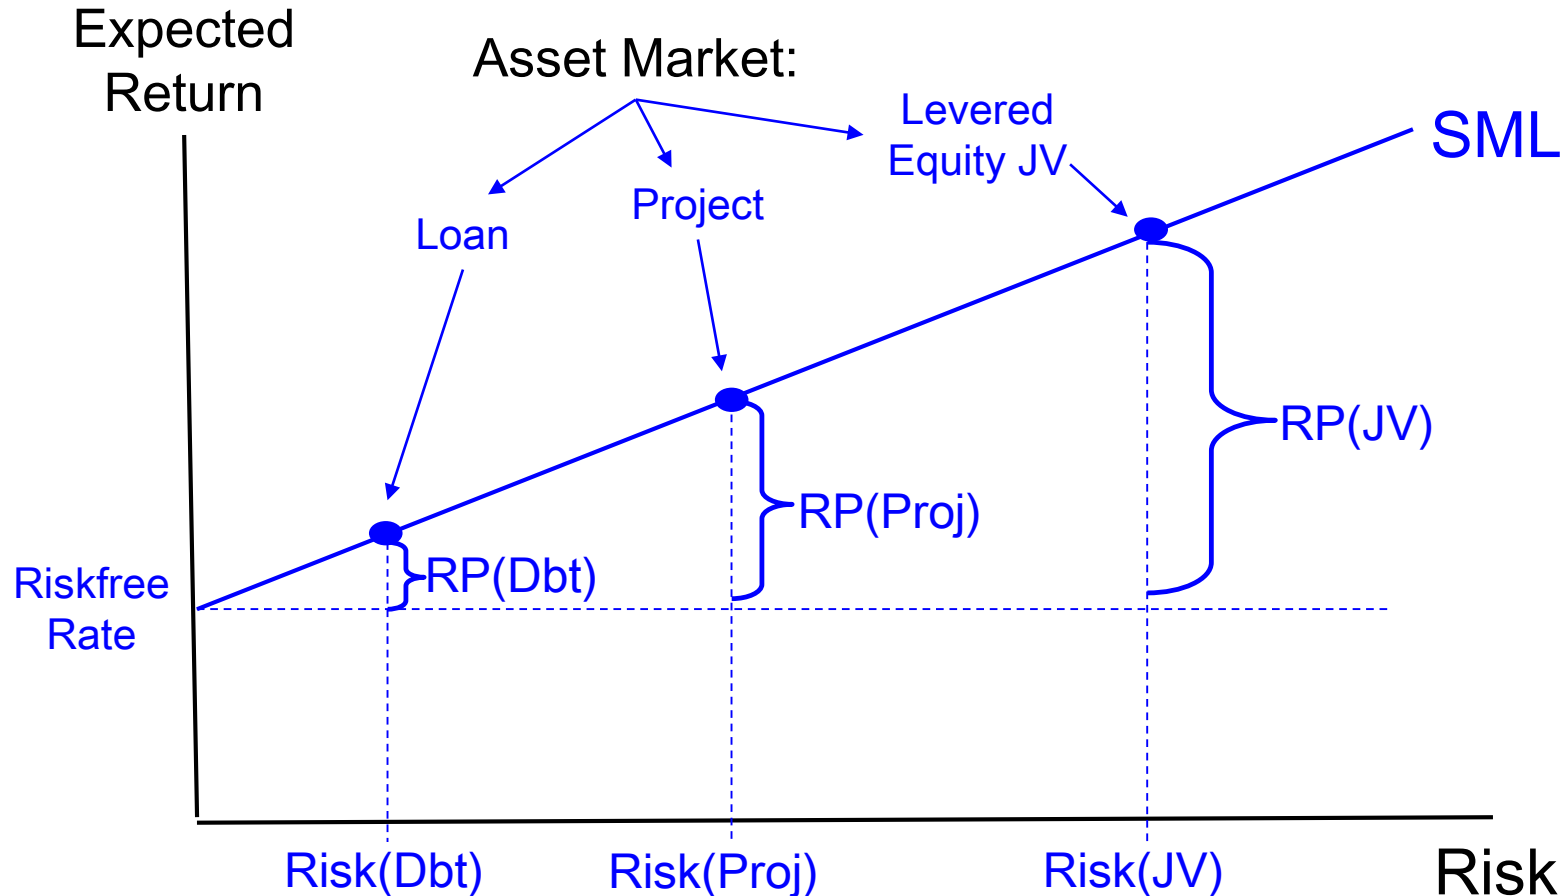 Expected
Return
Asset Market:
Levered
Equity JV
SML
Project
Loan
RP(JV)
RP(Proj)
RP(Dbt)
Riskfree
Rate
Risk(Dbt)
Risk(Proj)
Risk(JV)
Risk